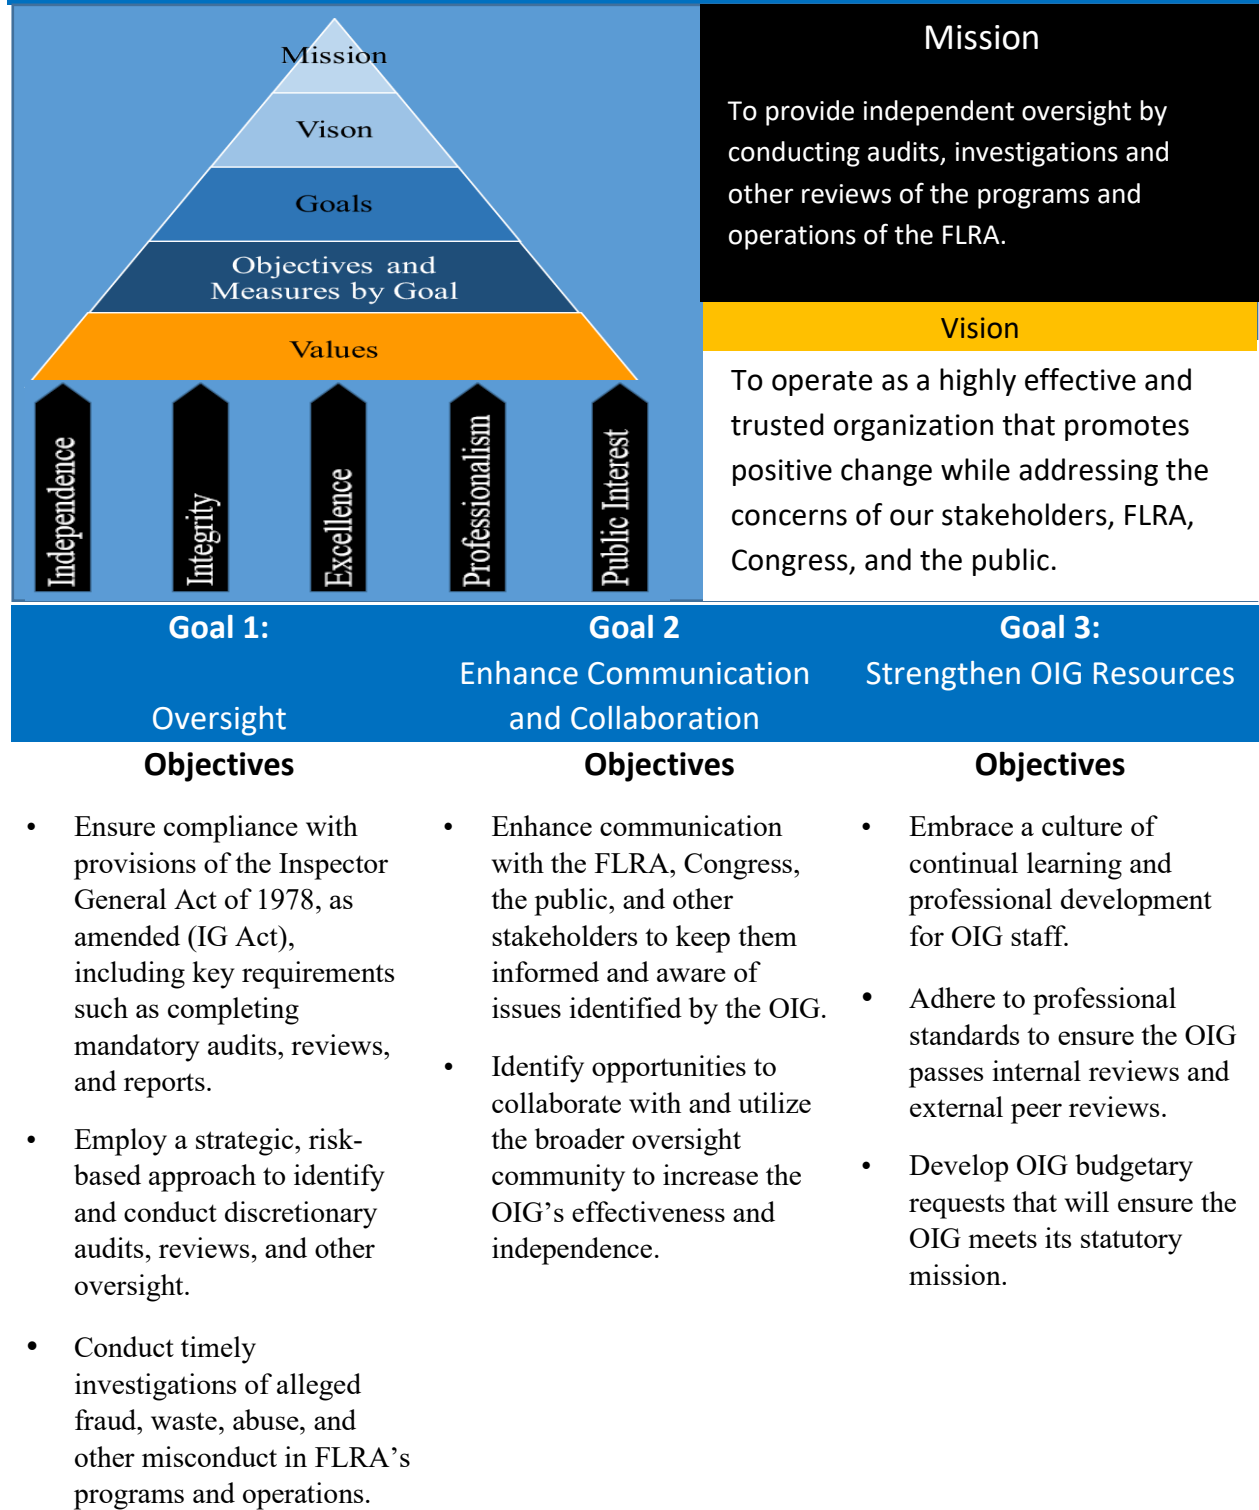 Mission
Vison
Goals
Objectives and
Measures by Goal
Values
Independence
Integrity
Excellence
Professionalism
Public Interest
Mission
To provide independent oversight by
conducting audits, investigations and
other reviews of the programs and
operations of the FLRA.
Vision
To operate as a highly effective and
trusted organization that promotes
positive change while addressing the
concerns of our stakeholders, FLRA,
Congress, and the public.
Goal 1:
Oversight
Goal 2
Enhance Communication
and Collaboration
Goal 3:
Strengthen OIG Resources
Objectives
• Ensure compliance with
provisions of the Inspector
General Act of 1978, as
amended (IG Act),
including key requirements
such as completing
mandatory audits, reviews,
and reports.
• Employ a strategic, risk-
based approach to identify
and conduct discretionary
audits, reviews, and other
oversight.
• Conduct timely
investigations of alleged
fraud, waste, abuse, and
other misconduct in FLRA’s
programs and operations.
Objectives
• Enhance communication
with the FLRA, Congress,
the public, and other
stakeholders to keep them
informed and aware of
issues identified by the OIG.
• Identify opportunities to
collaborate with and utilize
the broader oversight
community to increase the
OIG’s effectiveness and
independence.
Objectives
• Embrace a culture of
continual learning and
professional development
for OIG staff.
• Adhere to professional
standards to ensure the OIG
passes internal reviews and
external peer reviews.
• Develop OIG budgetary
requests that will ensure the
OIG meets its statutory
mission.